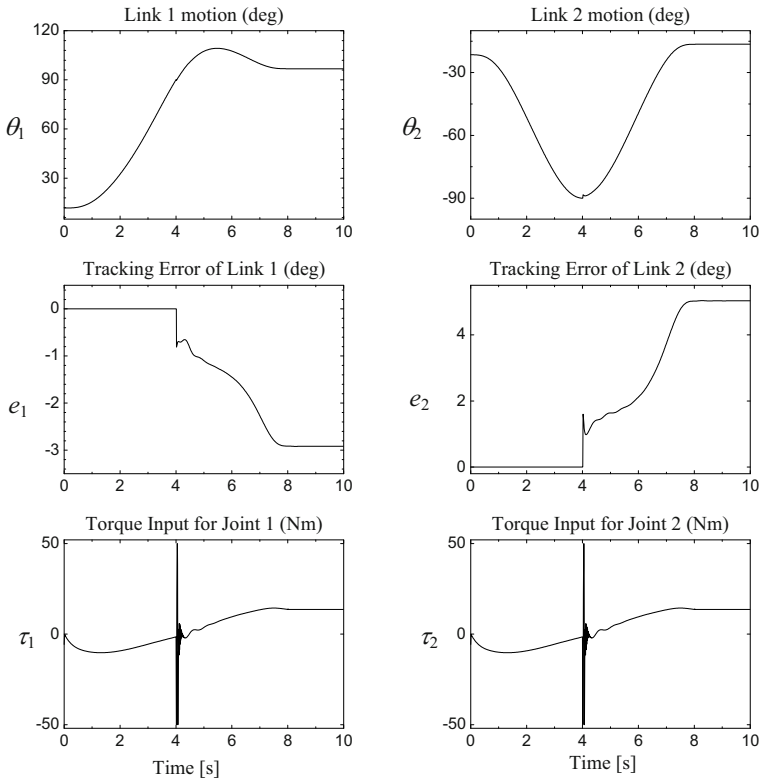 Link 1 motion (deg)
120
90
60
30
θ1
0 2 4 6 8 10
Link 2 motion (deg)
-30
-60
-90
θ2
0 2 4 6 8 10
Tracking Error of Link 1 (deg)
0
-1
-2
-3
e1
0 2 4 6 8 10
Tracking Error of Link 2 (deg)
4
2
0
e2
0 2 4 6 8 10
Torque Input for Joint 1 (Nm)
50
0
-50
τ1
0 2 4 6 8 10
Time [s]
Torque Input for Joint 2 (Nm)
50
0
-50
τ2
0 2 4 6 8 10
Time [s]